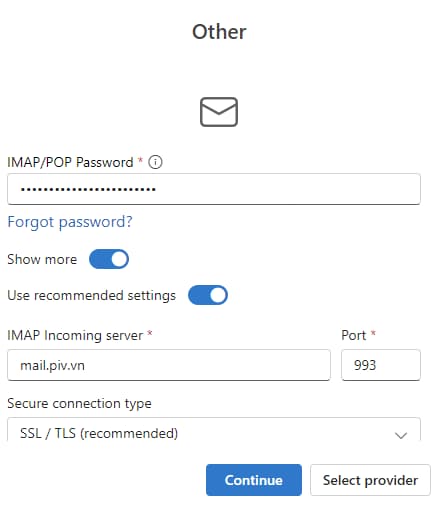 Other
IMAP/POP Password *
••••••••••••••••••••••••
Forgot password?
Show more
Use recommended settings
IMAP Incoming server * Port *
mail.piv.vn 993
Secure connection type
SSL / TLS (recommended)
Continue Select provider